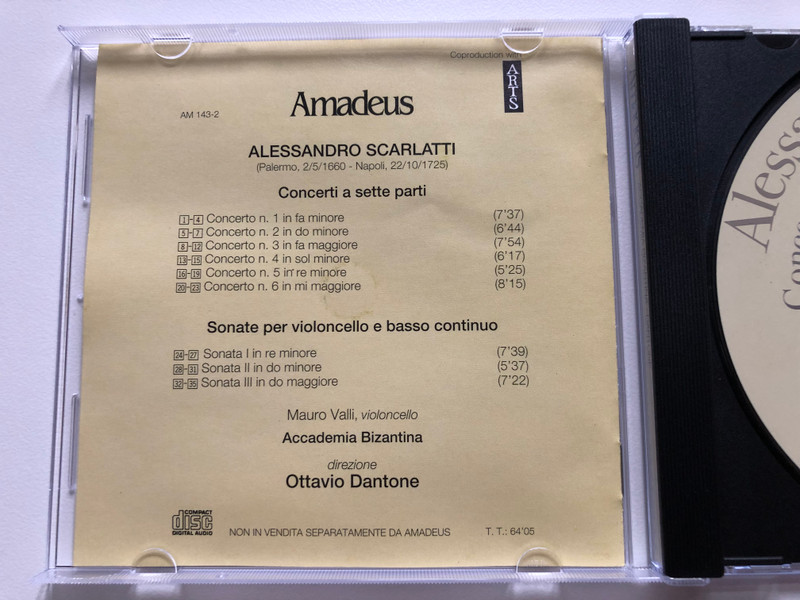 Coproduction with
ARTS
AM 143-2
Amadeus
ALESSANDRO SCARLATTI
(Palermo, 2/5/1660 - Napoli, 22/10/1725)
Concerti a sette parti
1-4 Concerto n. 1 in fa minore (7'37)
5-7 Concerto n. 2 in do minore (6'44)
8-12 Concerto n. 3 in fa maggiore (7'54)
13-15 Concerto n. 4 in sol minore (6'17)
16-19 Concerto n. 5 in re minore (5'25)
20-23 Concerto n. 6 in mi maggiore (8'15)
Sonate per violoncello e basso continuo
24-27 Sonata I in re minore (7'39)
28-31 Sonata II in do minore (5'37)
32-35 Sonata III in do maggiore (7'22)
Mauro Valli, violoncello
Accademia Bizantina
direzione
Ottavio Dantone
COMPACT
disc
DIGITAL AUDIO
NON IN VENDITA SEPARATAMENTE DA AMADEUS T. T.: 64'05